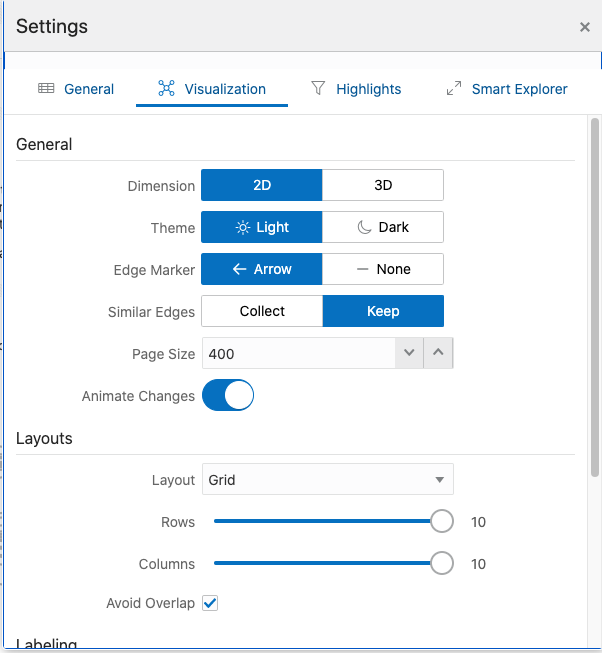 Settings
General Visualization Highlights Smart Explorer
General
Dimension 2D 3D
Theme Light Dark
Edge Marker Arrow None
Similar Edges Collect Keep
Page Size 400
Animate Changes
Layouts
Layout Grid
Rows 10
Columns 10
Avoid Overlap
Labeling